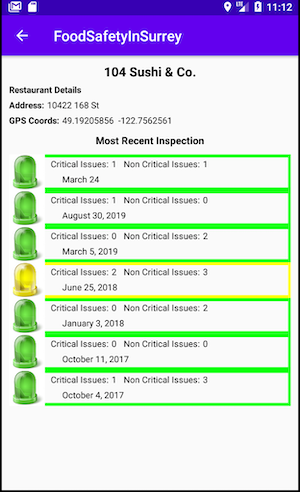 11:12
FoodSafetyInSurrey
104 Sushi & Co.
Restaurant Details
Address: 10422 168 St
GPS Coords: 49.19205856 -122.7562561
Most Recent Inspection
Critical Issues: 1 Non Critical Issues: 1
March 24
Critical Issues: 1 Non Critical Issues: 0
August 30, 2019
Critical Issues: 0 Non Critical Issues: 2
March 5, 2019
Critical Issues: 2 Non Critical Issues: 3
June 25, 2018
Critical Issues: 0 Non Critical Issues: 2
January 3, 2018
Critical Issues: 0 Non Critical Issues: 0
October 11, 2017
Critical Issues: 1 Non Critical Issues: 3
October 4, 2017